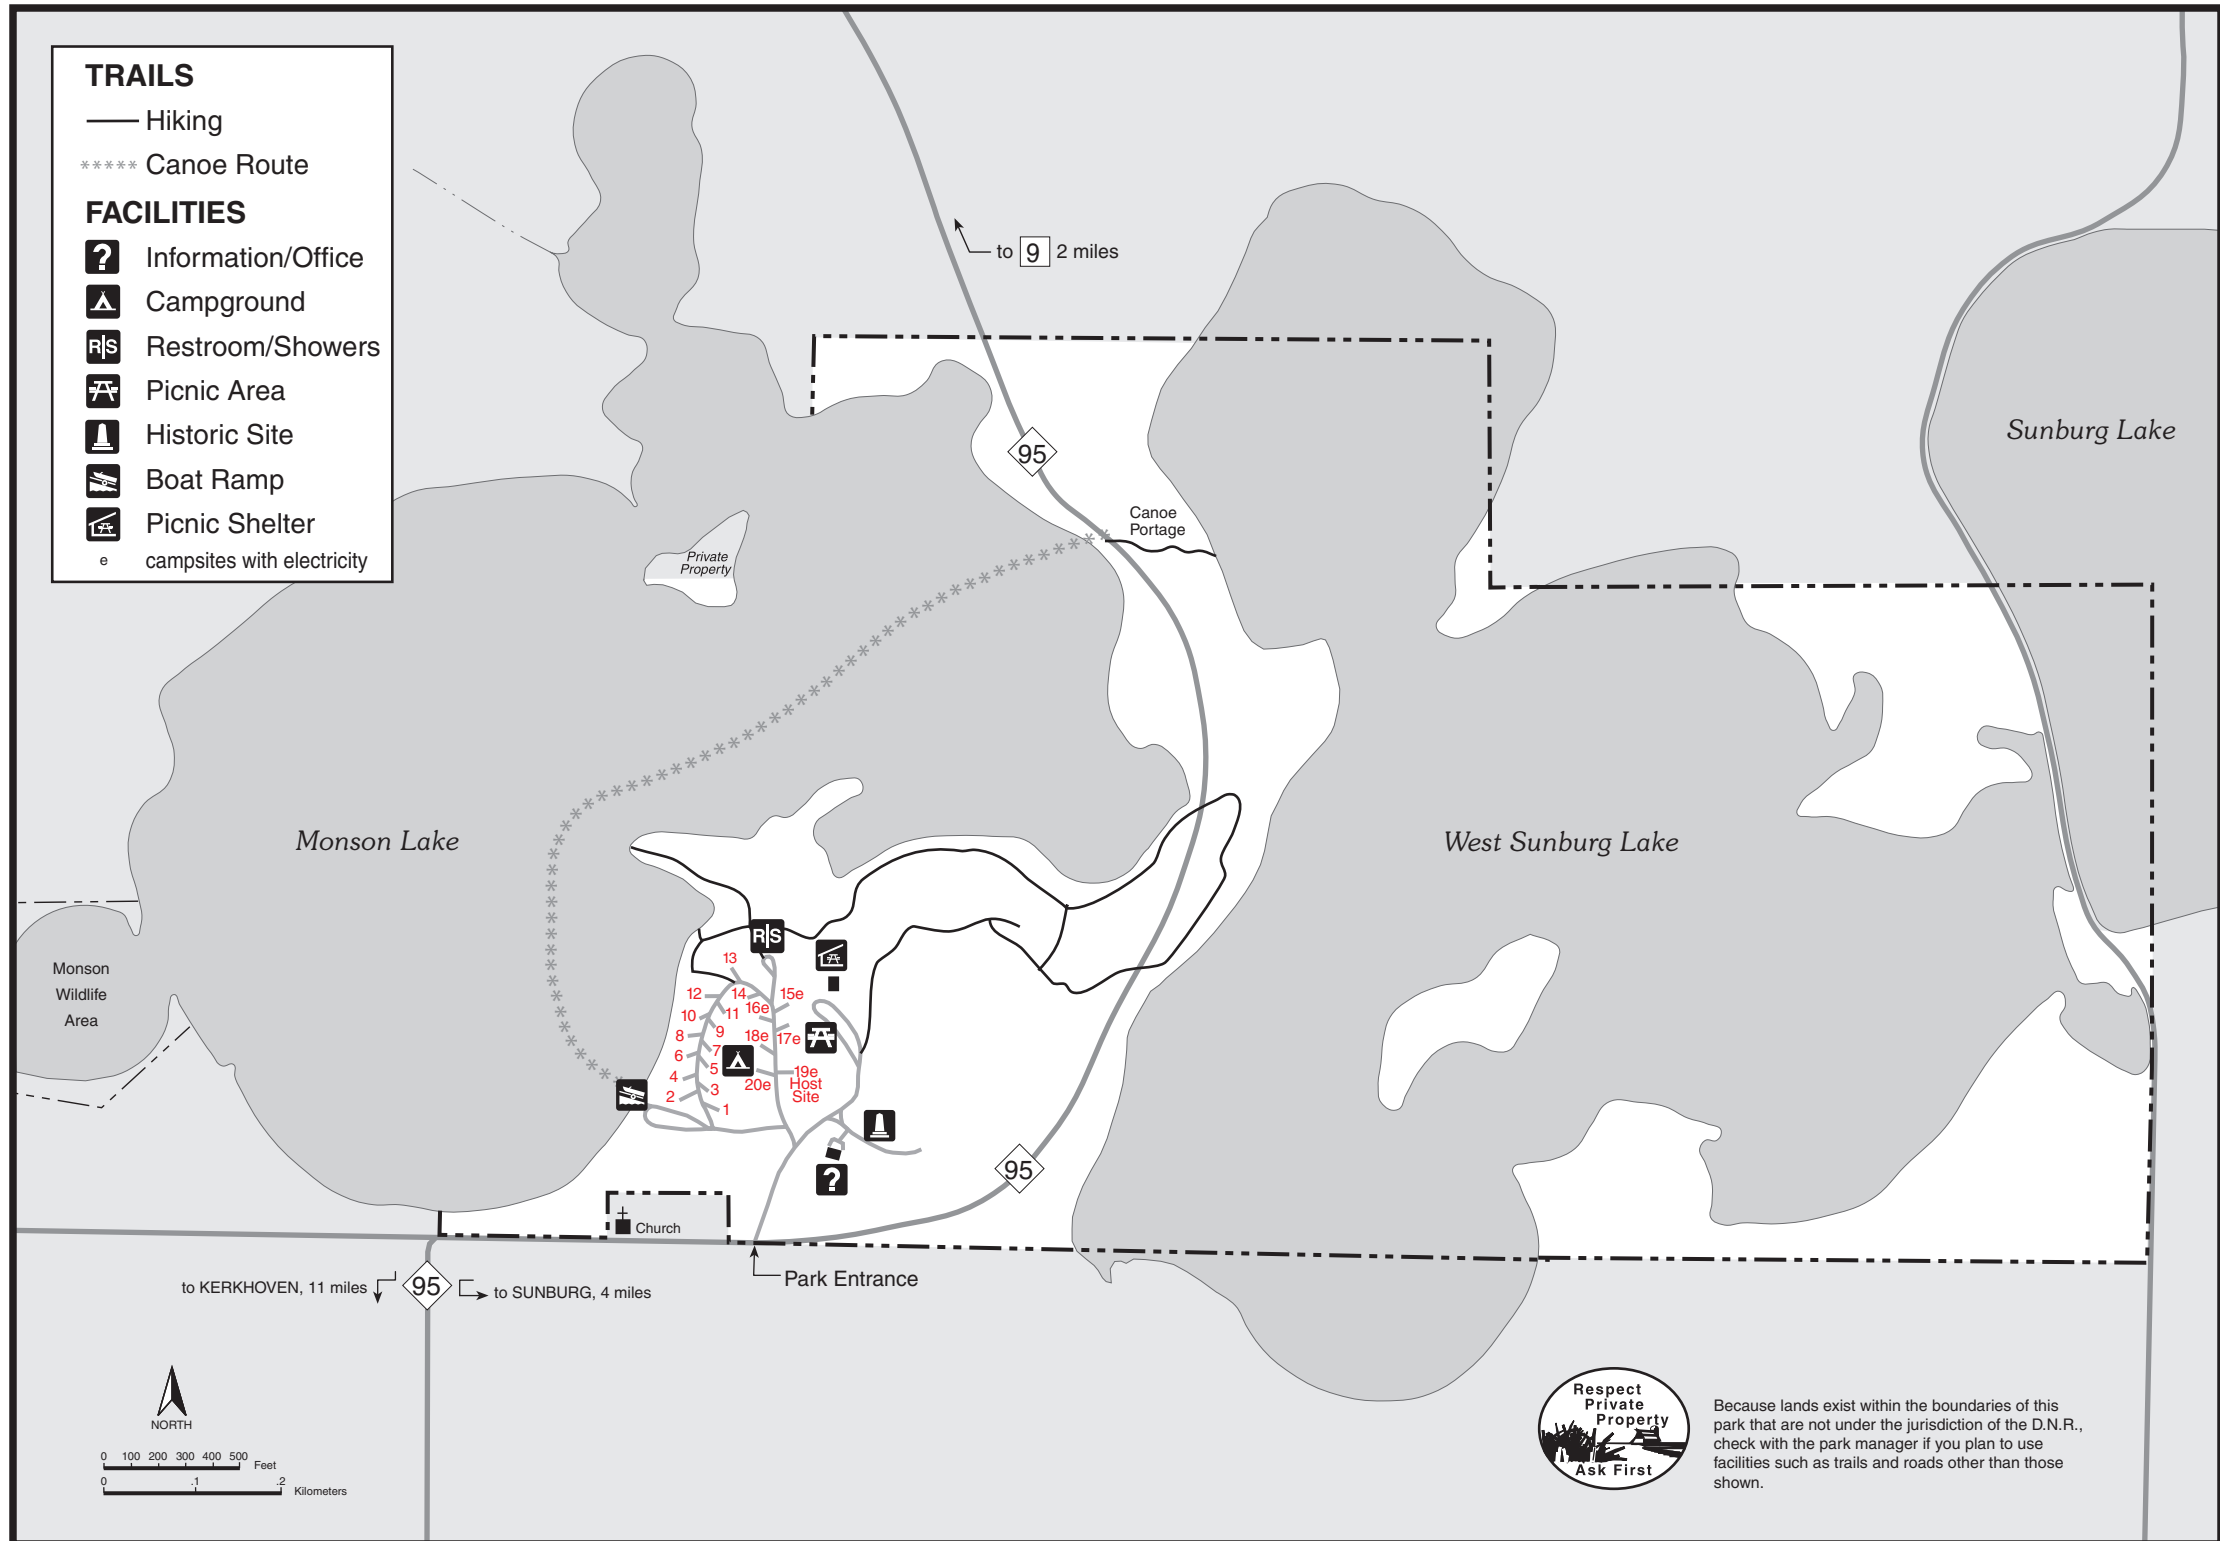 TRAILS
Hiking
***** Canoe Route
FACILITIES
? Information/Office
Campground
R|S Restroom/Showers
Picnic Area
Historic Site
Boat Ramp
Picnic Shelter
e campsites with electricity
to 9 2 miles
95
Canoe
Portage
Sunburg Lake
Private
Property
Monson Lake
West Sunburg Lake
Monson
Wildlife
Area
R|S
13
12
14
15e
16e
10
11
9
8
18e
17e
7
6
5
4
19e
Host
Site
20e
3
2
1
?
95
Church
Park Entrance
to KERKHOVEN, 11 miles
95
to SUNBURG, 4 miles
NORTH
0 100 200 300 400 500
Feet
0 .1 .2
Kilometers
Respect
Private
Property
Ask First
Because lands exist within the boundaries of this
park that are not under the jurisdiction of the D.N.R.,
check with the park manager if you plan to use
facilities such as trails and roads other than those
shown.